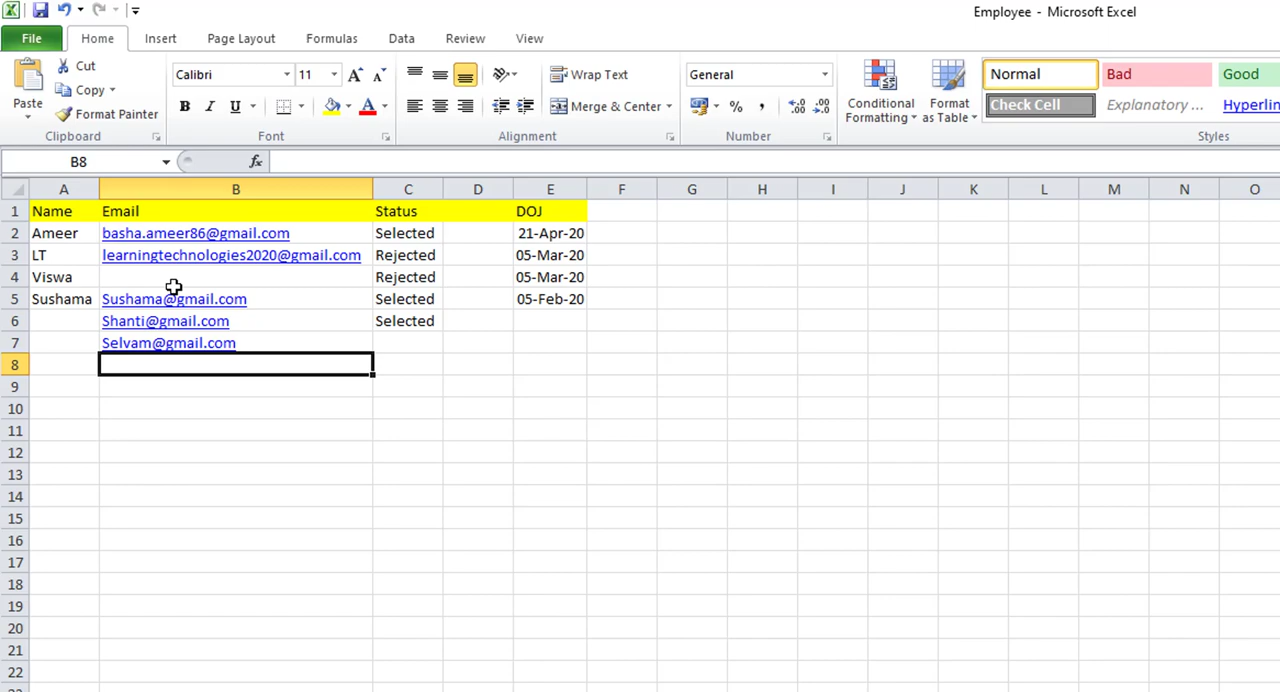 Employee - Microsoft Excel
File Home Insert Page Layout Formulas Data Review View
Paste
Cut
Copy
Format Painter
Clipboard
Calibri 11 A A
B I U A
Font
Wrap Text
Merge & Center
Alignment
General
% , .0 .00 .00 .0
Number
Conditional Formatting
Format as Table
Normal Bad Good
Check Cell Explanatory ... Hyperlin
Styles
B8 fx
A B C D E F G H I J K L M N O
1 Name Email Status DOJ
2 Ameer basha.ameer86@gmail.com Selected 21-Apr-20
3 LT learningtechnologies2020@gmail.com Rejected 05-Mar-20
4 Viswa Rejected 05-Mar-20
5 Sushama Sushama@gmail.com Selected 05-Feb-20
6 Shanti@gmail.com Selected
7 Selvam@gmail.com
8
9
10
11
12
13
14
15
16
17
18
19
20
21
22